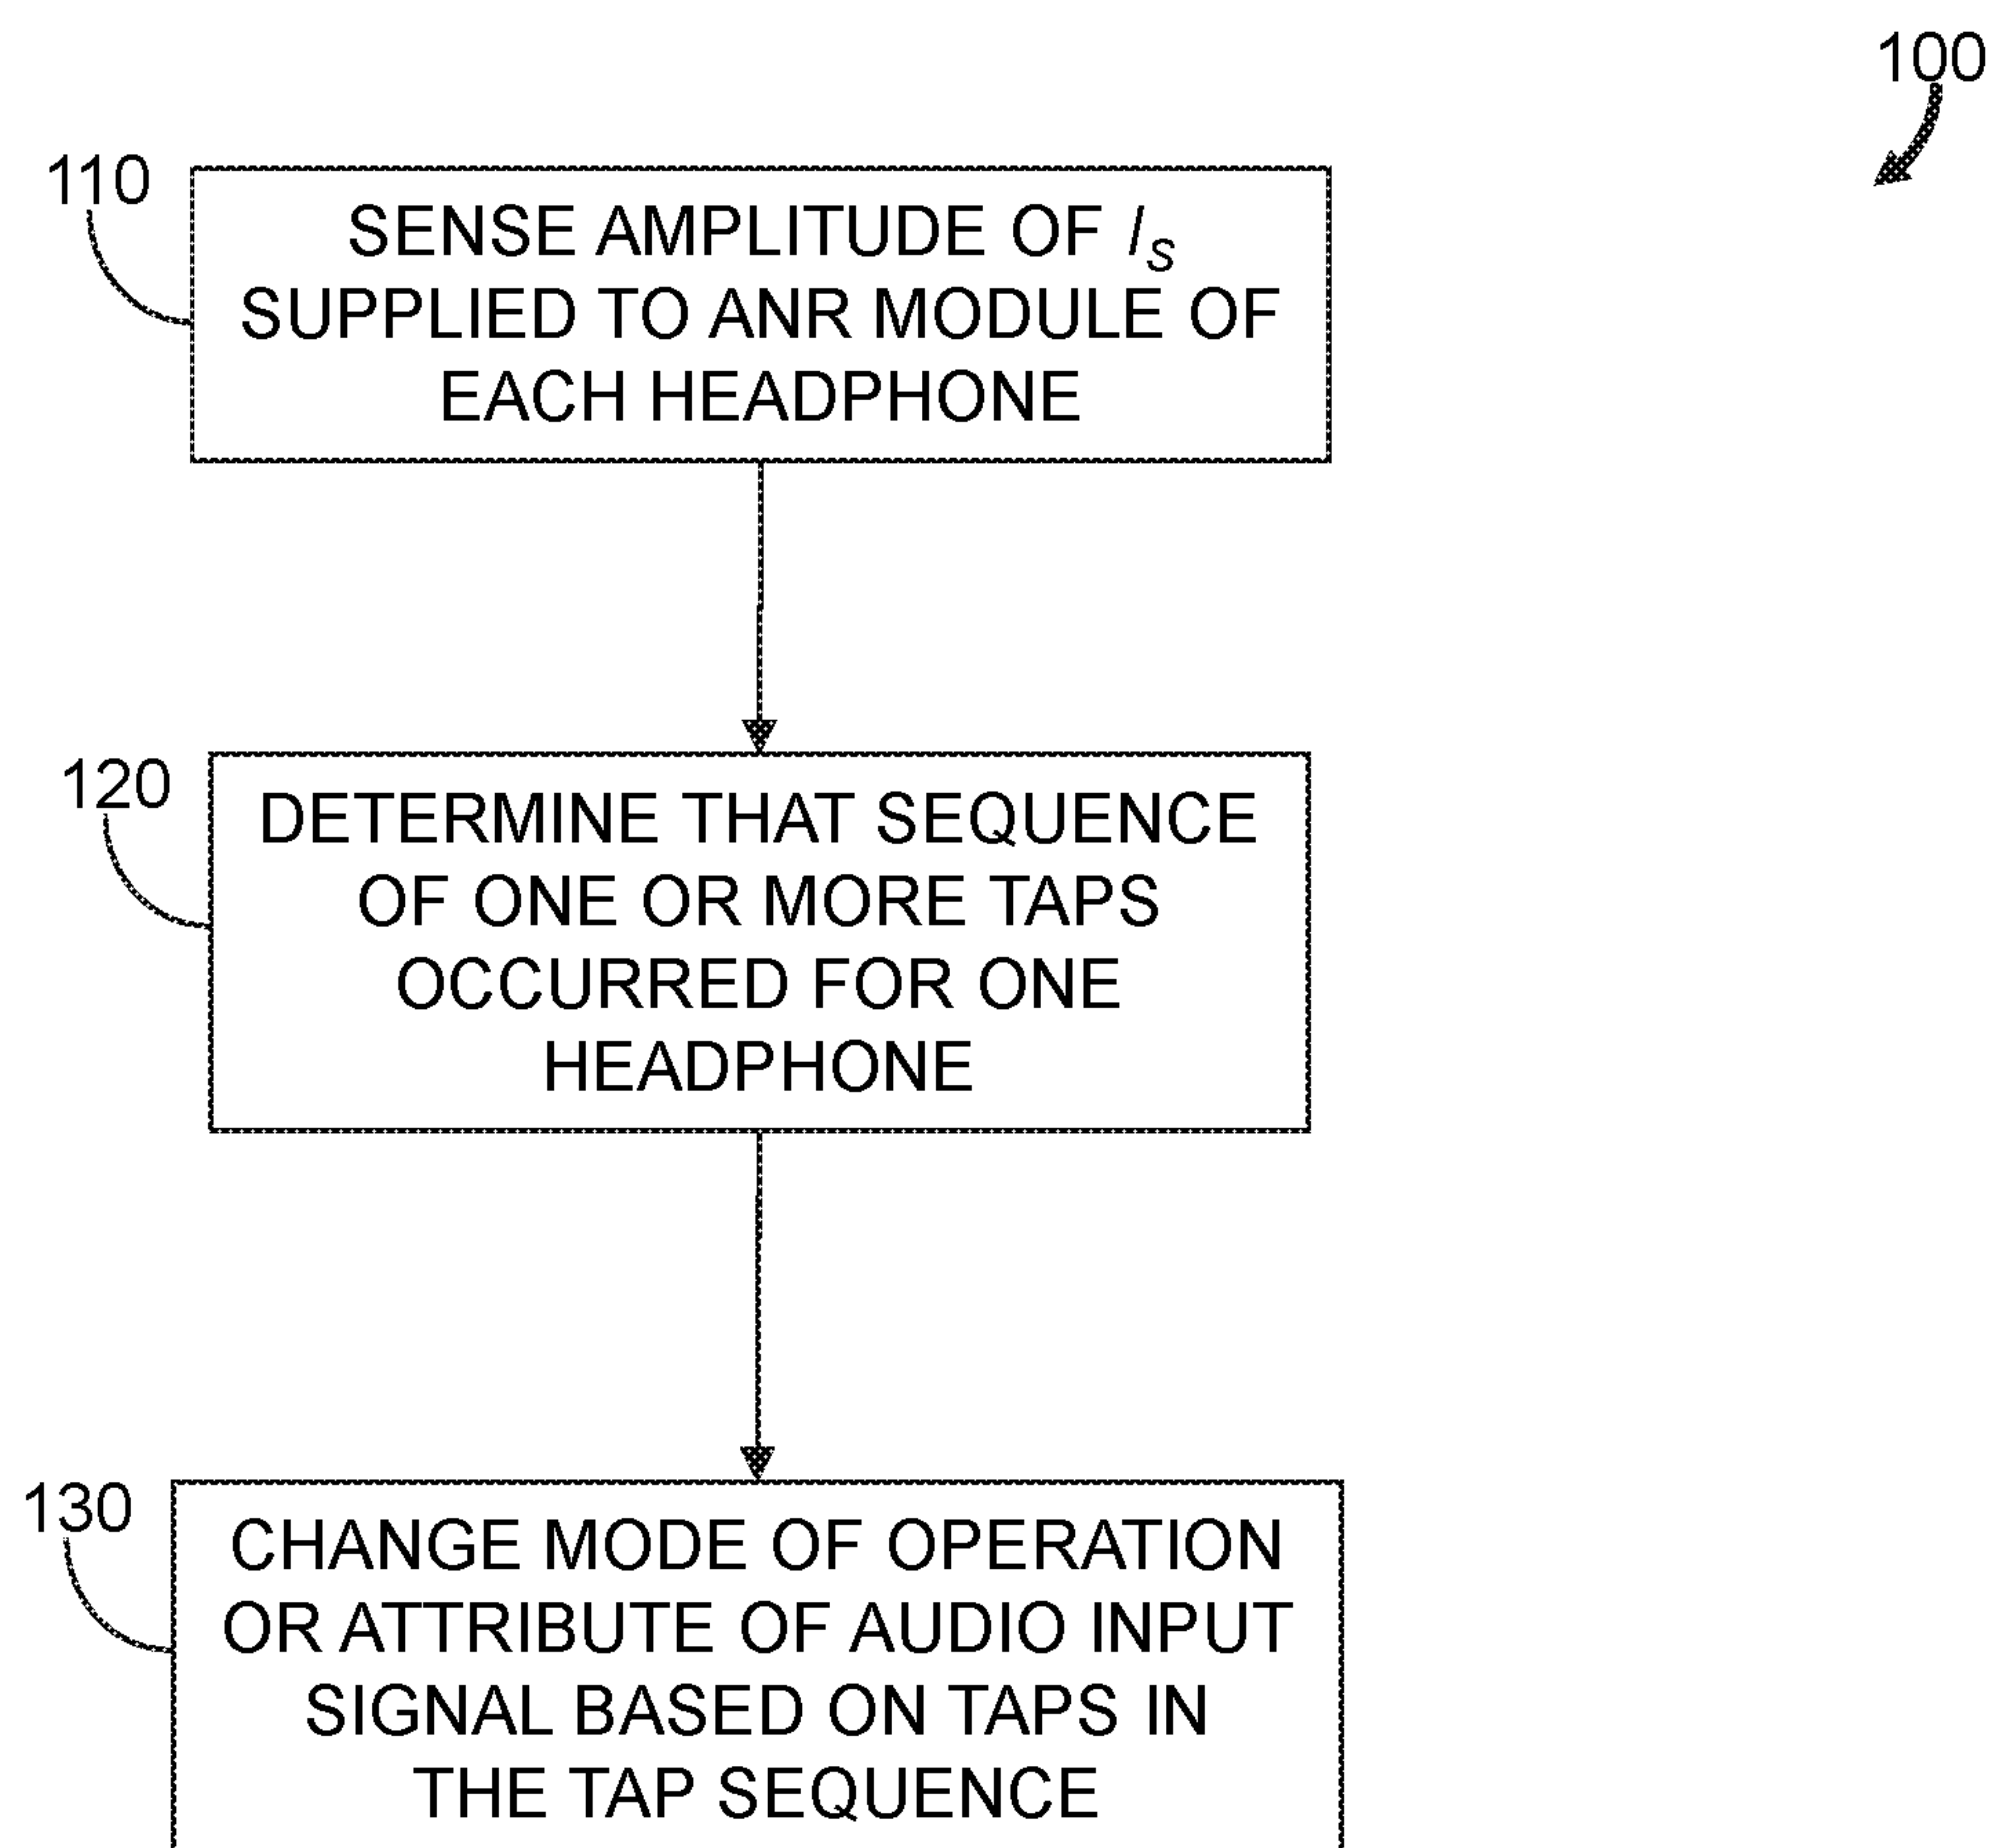 100
110
SENSE AMPLITUDE OF IS
SUPPLIED TO ANR MODULE OF
EACH HEADPHONE
120
DETERMINE THAT SEQUENCE
OF ONE OR MORE TAPS
OCCURRED FOR ONE
HEADPHONE
130
CHANGE MODE OF OPERATION
OR ATTRIBUTE OF AUDIO INPUT
SIGNAL BASED ON TAPS IN
THE TAP SEQUENCE